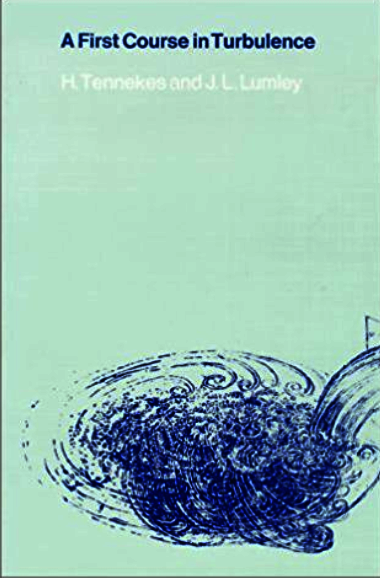 A First Course in Turbulence
H. Tennekes and J. L. Lumley